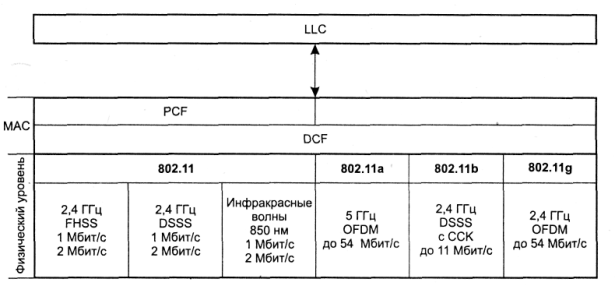 LLC
MAC
PCF
DCF
Физический уровень
802.11
802.11a
802.11b
802.11g
2,4 ГГц
FHSS
1 Мбит/с
2 Мбит/с
2,4 ГГц
DSSS
1 Мбит/с
2 Мбит/с
Инфракрасные
волны
850 нм
1 Мбит/с
2 Мбит/с
5 ГГц
OFDM
до 54 Мбит/с
2,4 ГГц
DSSS
с CCK
до 11 Мбит/с
2,4 ГГц
OFDM
до 54 Мбит/с